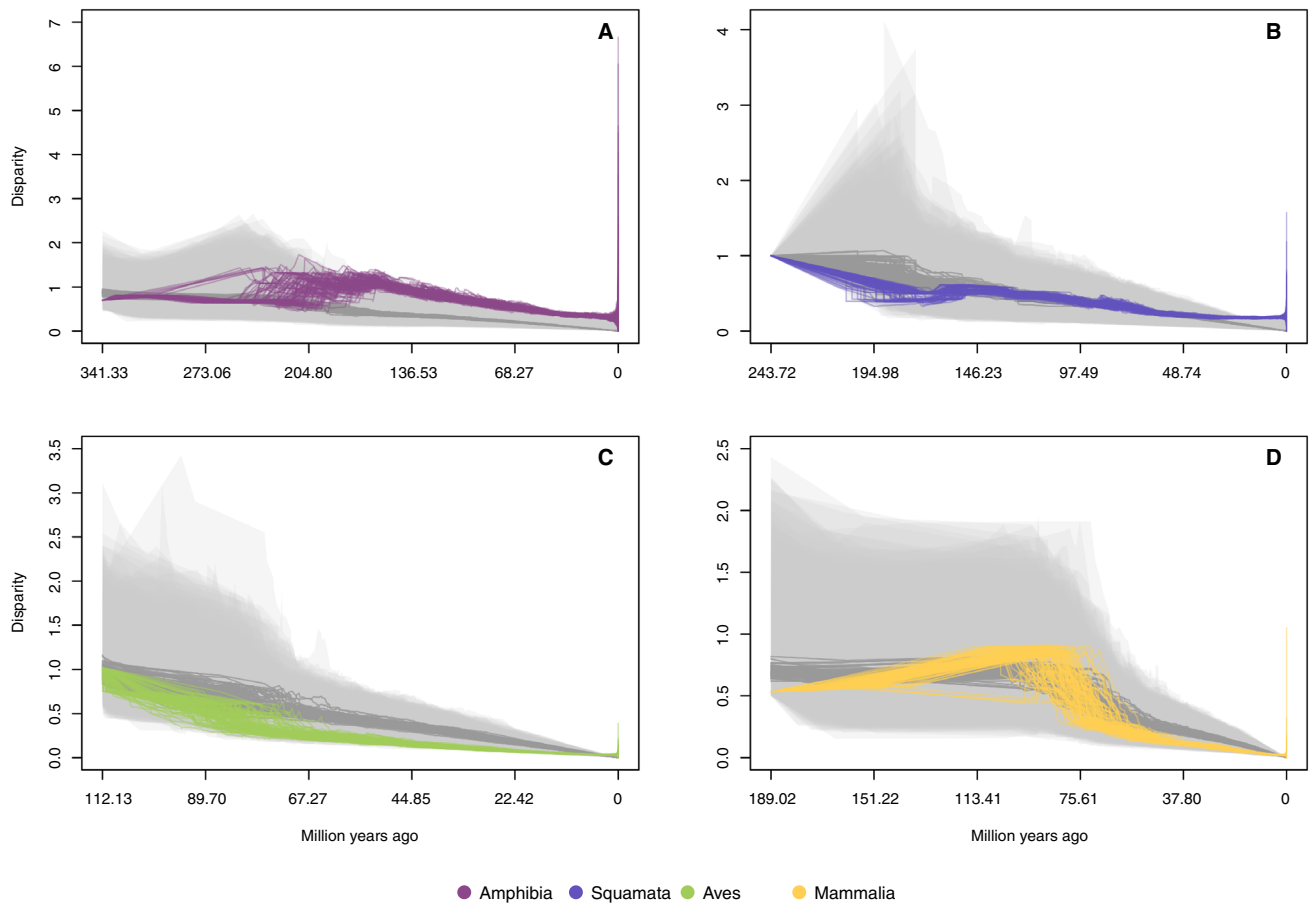 A
Disparity
7
6
5
4
3
2
1
0
341.33 273.06 204.80 136.53 68.27 0
B
4
3
2
1
0
243.72 194.98 146.23 97.49 48.74 0
C
Disparity
3.5
3.0
2.5
2.0
1.5
1.0
0.5
0.0
112.13 89.70 67.27 44.85 22.42 0
Million years ago
D
2.5
2.0
1.5
1.0
0.5
0.0
189.02 151.22 113.41 75.61 37.80 0
Million years ago
Amphibia Squamata Aves Mammalia